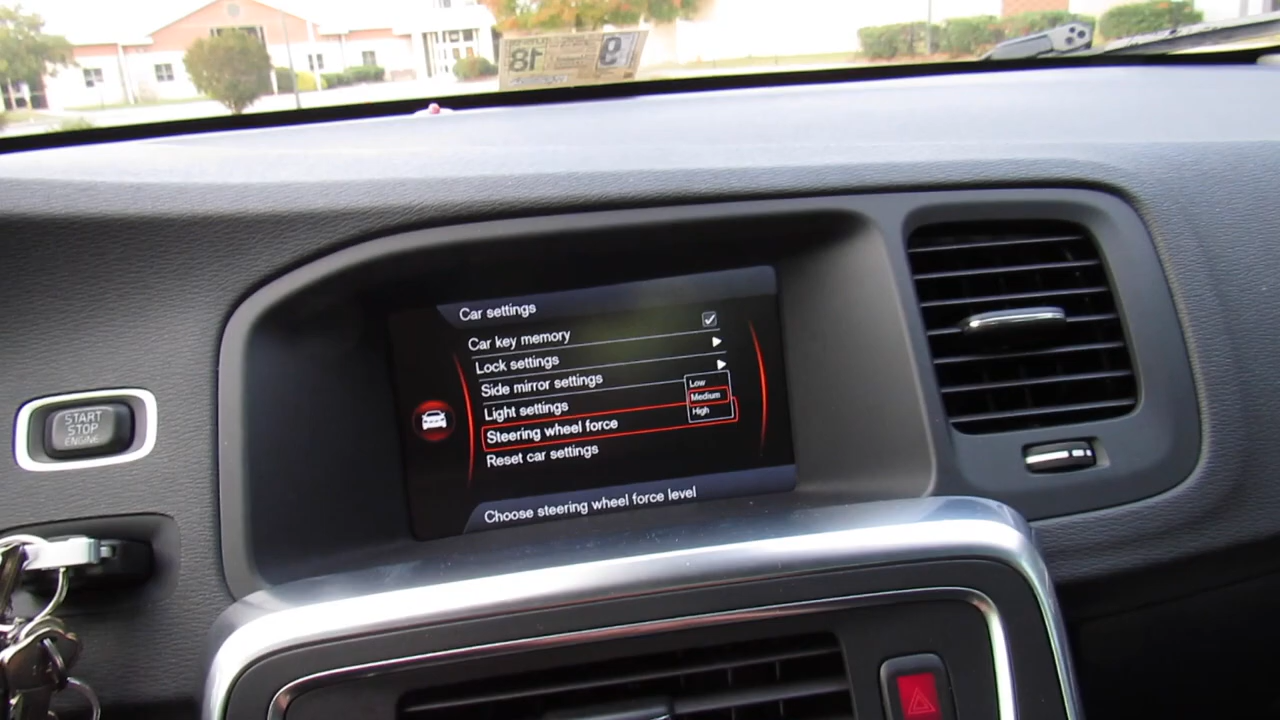 18 9
Car settings
Car key memory
Lock settings
Side mirror settings
Light settings
Steering wheel force
Reset car settings
Low
Medium
High
Choose steering wheel force level
START
STOP
ENGINE